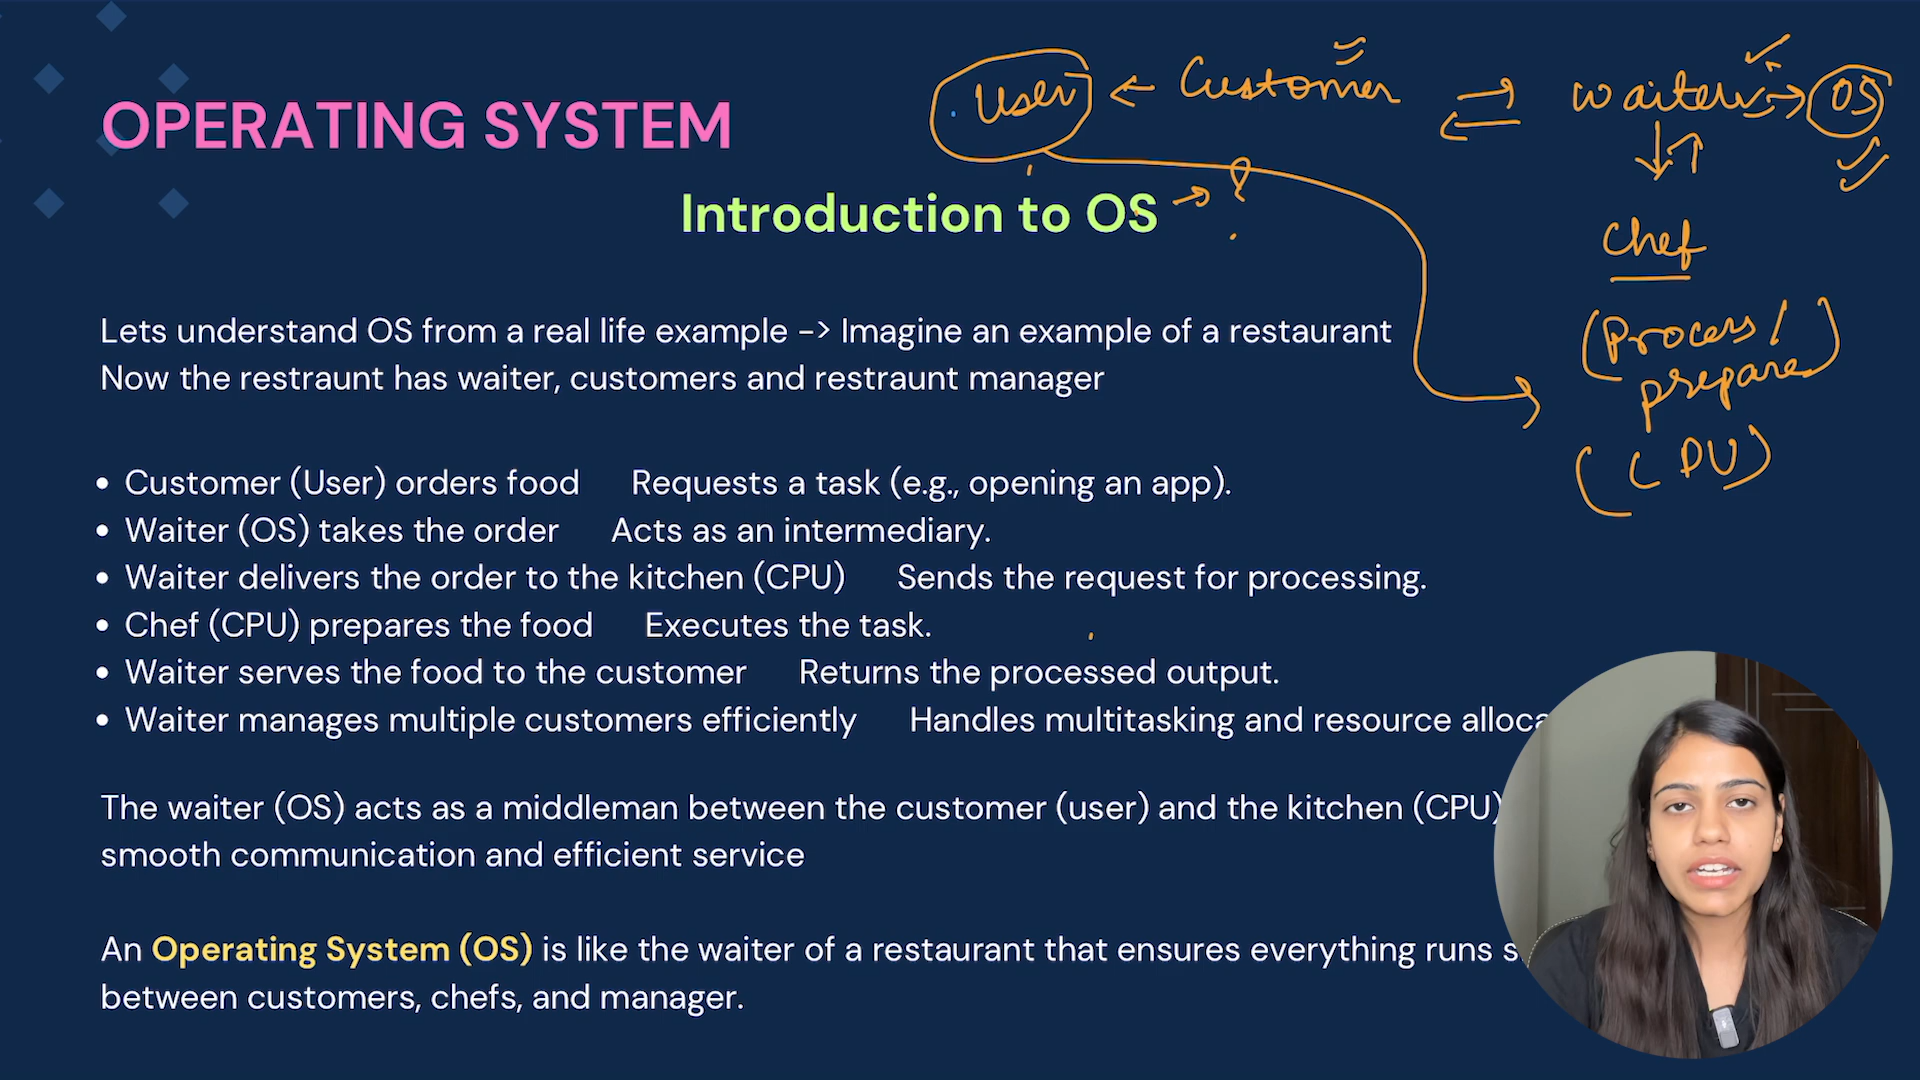 OPERATING SYSTEM
User ← Customer ⇄ waiter → OS
Introduction to OS → ?
Chef
(Process/
prepare)
(CPU)
Lets understand OS from a real life example -> Imagine an example of a restaurant
Now the restraunt has waiter, customers and restraunt manager
• Customer (User) orders food Requests a task (e.g., opening an app).
• Waiter (OS) takes the order Acts as an intermediary.
• Waiter delivers the order to the kitchen (CPU) Sends the request for processing.
• Chef (CPU) prepares the food Executes the task.
• Waiter serves the food to the customer Returns the processed output.
• Waiter manages multiple customers efficiently Handles multitasking and resource alloca
The waiter (OS) acts as a middleman between the customer (user) and the kitchen (CPU)
smooth communication and efficient service
An Operating System (OS) is like the waiter of a restaurant that ensures everything runs s
between customers, chefs, and manager.